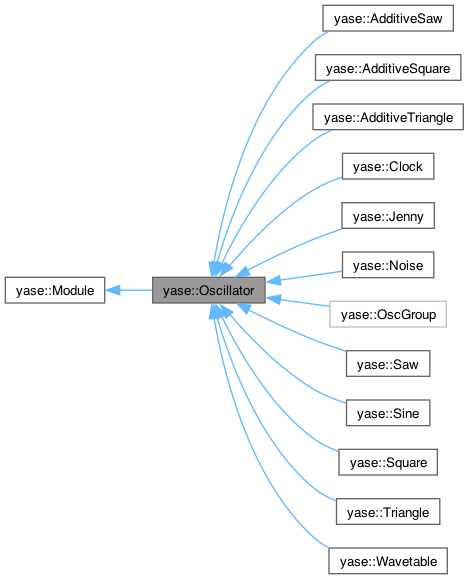 yase::AdditiveSaw
yase::AdditiveSquare
yase::AdditiveTriangle
yase::Clock
yase::Jenny
yase::Noise
yase::Module
yase::Oscillator
yase::OscGroup
yase::Saw
yase::Sine
yase::Square
yase::Triangle
yase::Wavetable